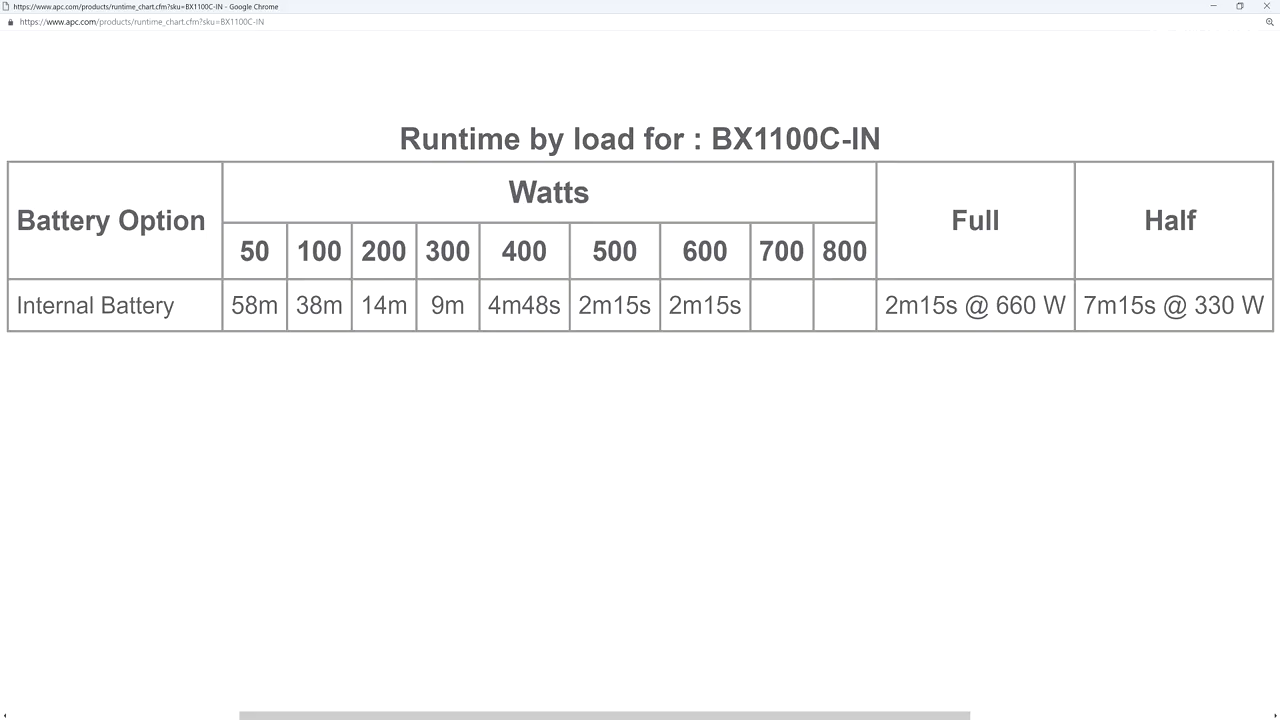 https://www.apc.com/products/runtime_chart.cfm?sku=BX1100C-IN - Google Chrome
https://www.apc.com/products/runtime_chart.cfm?sku=BX1100C-IN
Runtime by load for : BX1100C-IN
Battery Option Watts Full Half
50 100 200 300 400 500 600 700 800
Internal Battery 58m 38m 14m 9m 4m48s 2m15s 2m15s 2m15s @ 660 W 7m15s @ 330 W